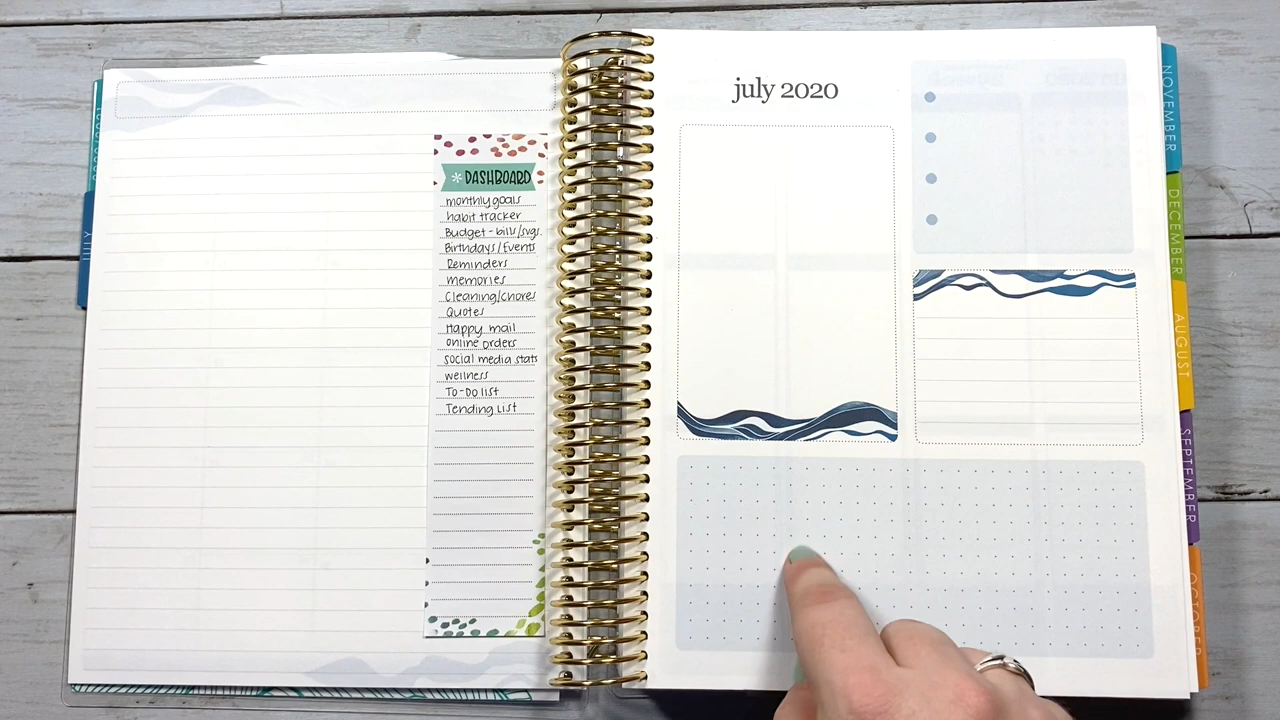 * DASHBOARD
monthly goals
habit tracker
Budget - bills/svgs.
Birthdays/Events
Reminders
memories
Cleaning/chores
Quotes
Happy mail
online orders
social media stats
wellness
To-Do list
Tending List
JULY
july 2020
NOVEMBER
DECEMBER
AUGUST
SEPTEMBER
OCTOBER